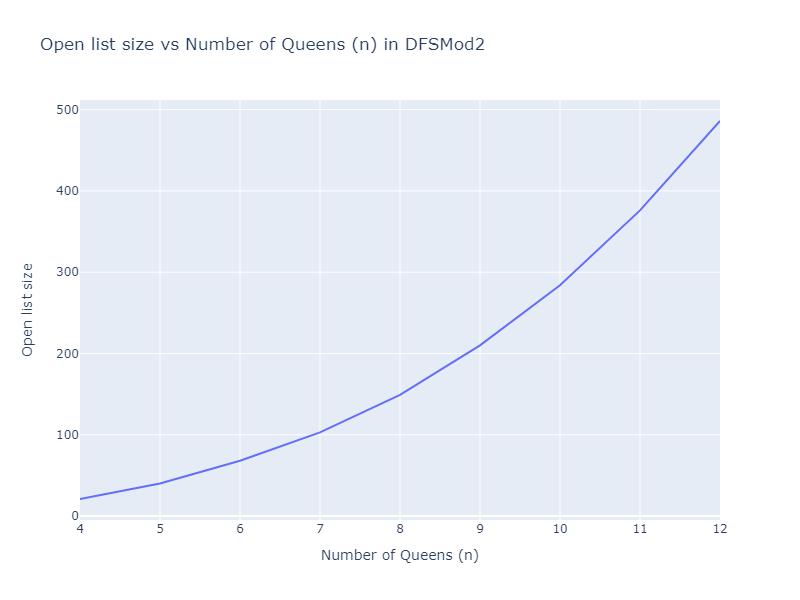 Open list size vs Number of Queens (n) in DFSMod2
500
400
300
200
100
0
Open list size
4 5 6 7 8 9 10 11 12
Number of Queens (n)